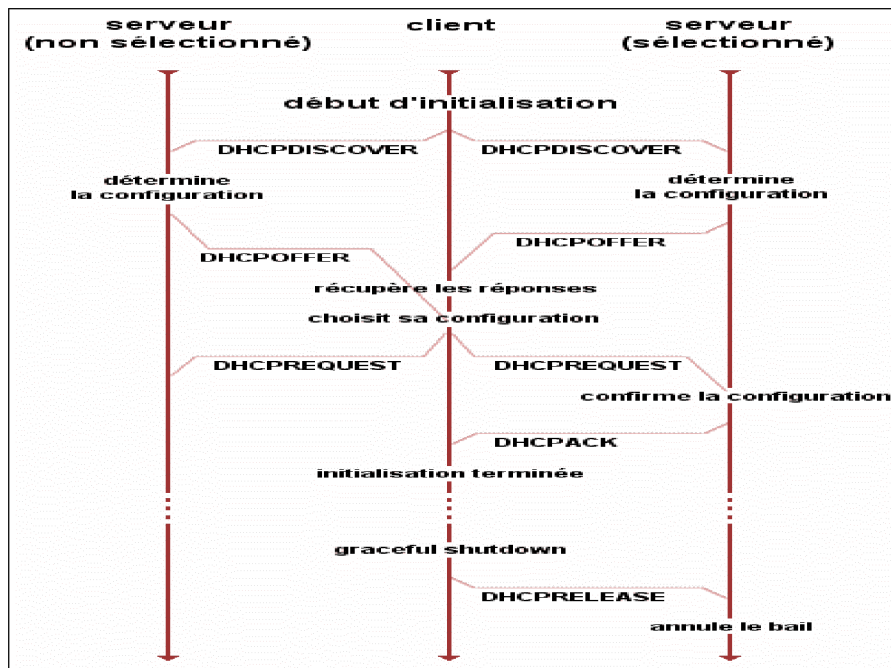 serveur
(non sélectionné)
client
serveur
(sélectionné)
début d'initialisation
DHCPDISCOVER
DHCPDISCOVER
détermine
la configuration
détermine
la configuration
DHCPOFFER
DHCPOFFER
récupère les réponses
choisit sa configuration
DHCPREQUEST
DHCPREQUEST
confirme la configuration
DHCPACK
initialisation terminée
graceful shutdown
DHCPRELEASE
annule le bail